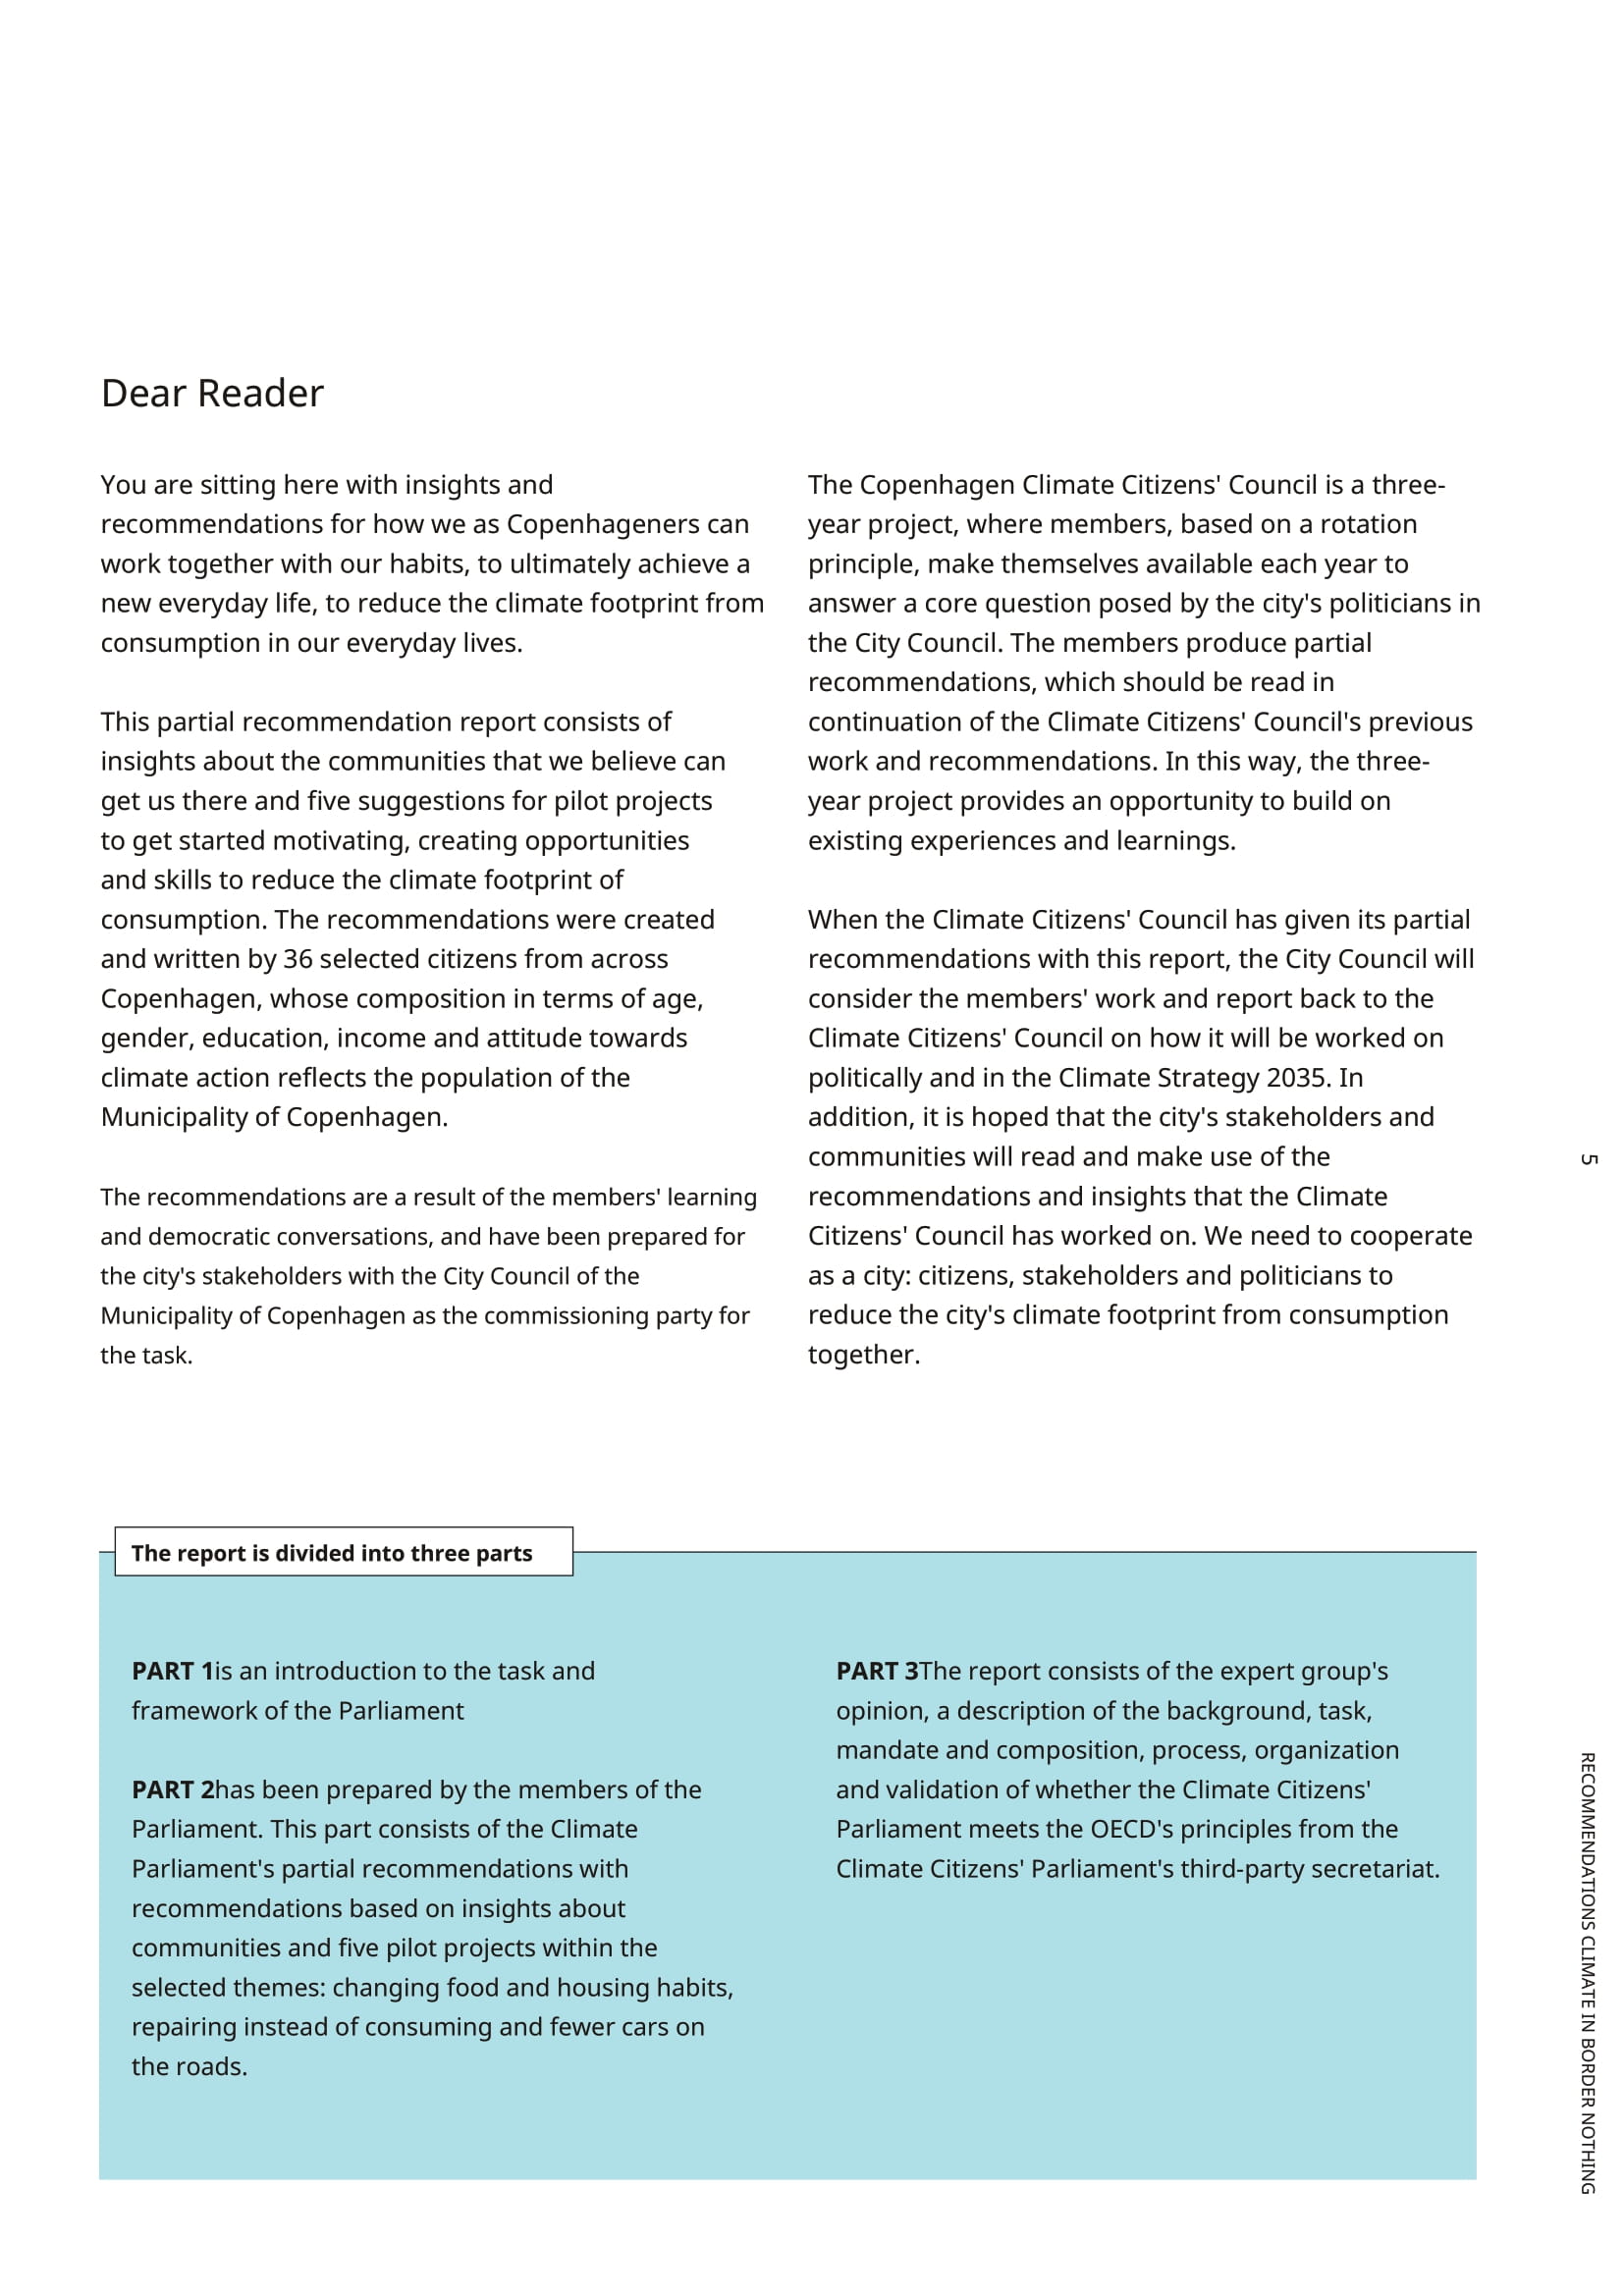 Dear Reader
You are sitting here with insights and
recommendations for how we as Copenhageners can
work together with our habits, to ultimately achieve a
new everyday life, to reduce the climate footprint from
consumption in our everyday lives.
This partial recommendation report consists of
insights about the communities that we believe can
get us there and five suggestions for pilot projects
to get started motivating, creating opportunities
and skills to reduce the climate footprint of
consumption. The recommendations were created
and written by 36 selected citizens from across
Copenhagen, whose composition in terms of age,
gender, education, income and attitude towards
climate action reflects the population of the
Municipality of Copenhagen.
The recommendations are a result of the members' learning
and democratic conversations, and have been prepared for
the city's stakeholders with the City Council of the
Municipality of Copenhagen as the commissioning party for
the task.
The Copenhagen Climate Citizens' Council is a three-
year project, where members, based on a rotation
principle, make themselves available each year to
answer a core question posed by the city's politicians in
the City Council. The members produce partial
recommendations, which should be read in
continuation of the Climate Citizens' Council's previous
work and recommendations. In this way, the three-
year project provides an opportunity to build on
existing experiences and learnings.
When the Climate Citizens' Council has given its partial
recommendations with this report, the City Council will
consider the members' work and report back to the
Climate Citizens' Council on how it will be worked on
politically and in the Climate Strategy 2035. In
addition, it is hoped that the city's stakeholders and
communities will read and make use of the
recommendations and insights that the Climate
Citizens' Council has worked on. We need to cooperate
as a city: citizens, stakeholders and politicians to
reduce the city's climate footprint from consumption
together.
The report is divided into three parts
PART 1is an introduction to the task and
framework of the Parliament
PART 2has been prepared by the members of the
Parliament. This part consists of the Climate
Parliament's partial recommendations with
recommendations based on insights about
communities and five pilot projects within the
selected themes: changing food and housing habits,
repairing instead of consuming and fewer cars on
the roads.
PART 3The report consists of the expert group's
opinion, a description of the background, task,
mandate and composition, process, organization
and validation of whether the Climate Citizens'
Parliament meets the OECD's principles from the
Climate Citizens' Parliament's third-party secretariat.
5
RECOMMENDATIONS CLIMATE IN BORDER NOTHING